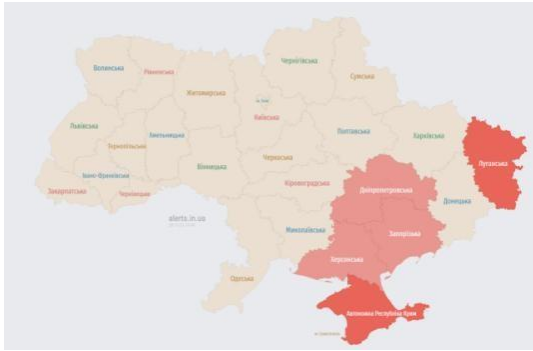 Чернігівська
Волинська
Рівненська
Сумська
Житомирська
Київська
Львівська
Тернопільська
Хмельницька
Полтавська
Харківська
Луганська
Вінницька
Черкаська
Івано-Франківська
Закарпатська
Чернівецька
Кіровоградська
Дніпропетровська
Донецька
alerts.in.ua
Миколаївська
Запорізька
Херсонська
Одеська
Автономна Республіка Крим